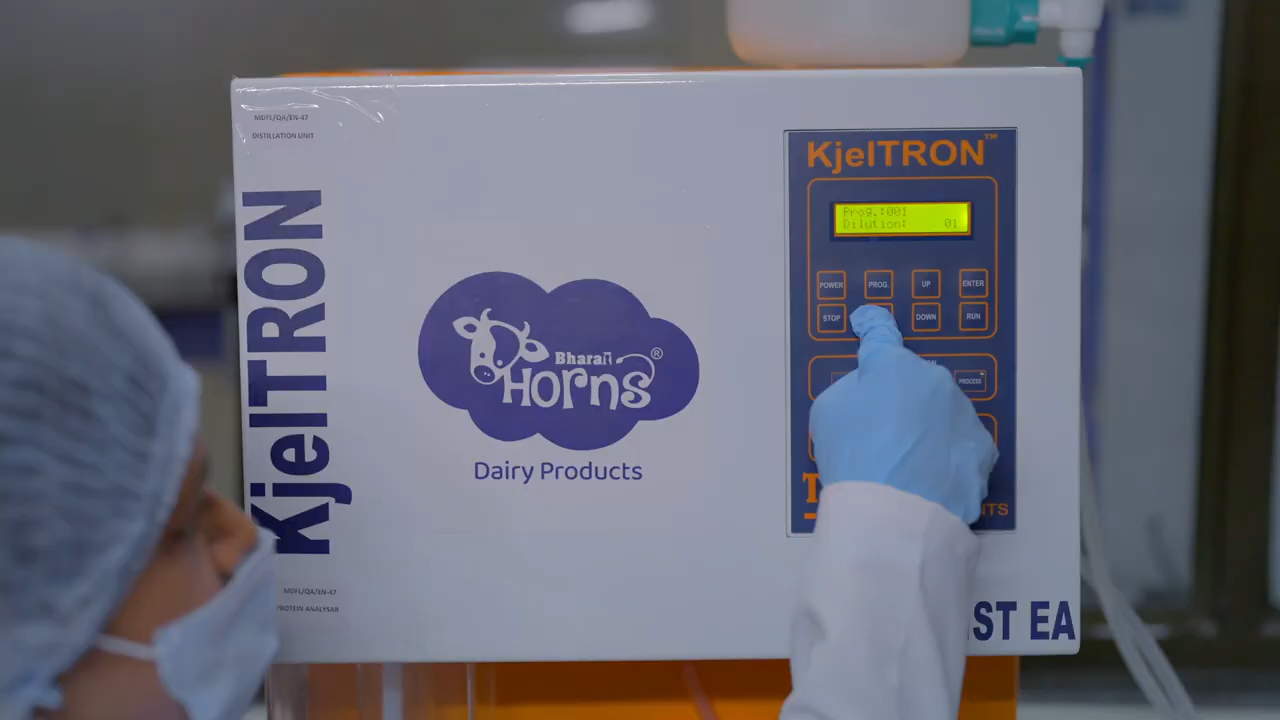 MDFL/QA/EN-47
DISTILLATION UNIT
KjelTRON
Bharat
Horns®
Dairy Products
MDFL/QA/EN-47
PROTEIN ANALYSAR
KjelTRON™
Prog.:001
Dilution: 01
POWER PROG. UP ENTER
STOP DOWN RUN
PROCESS
ST EA